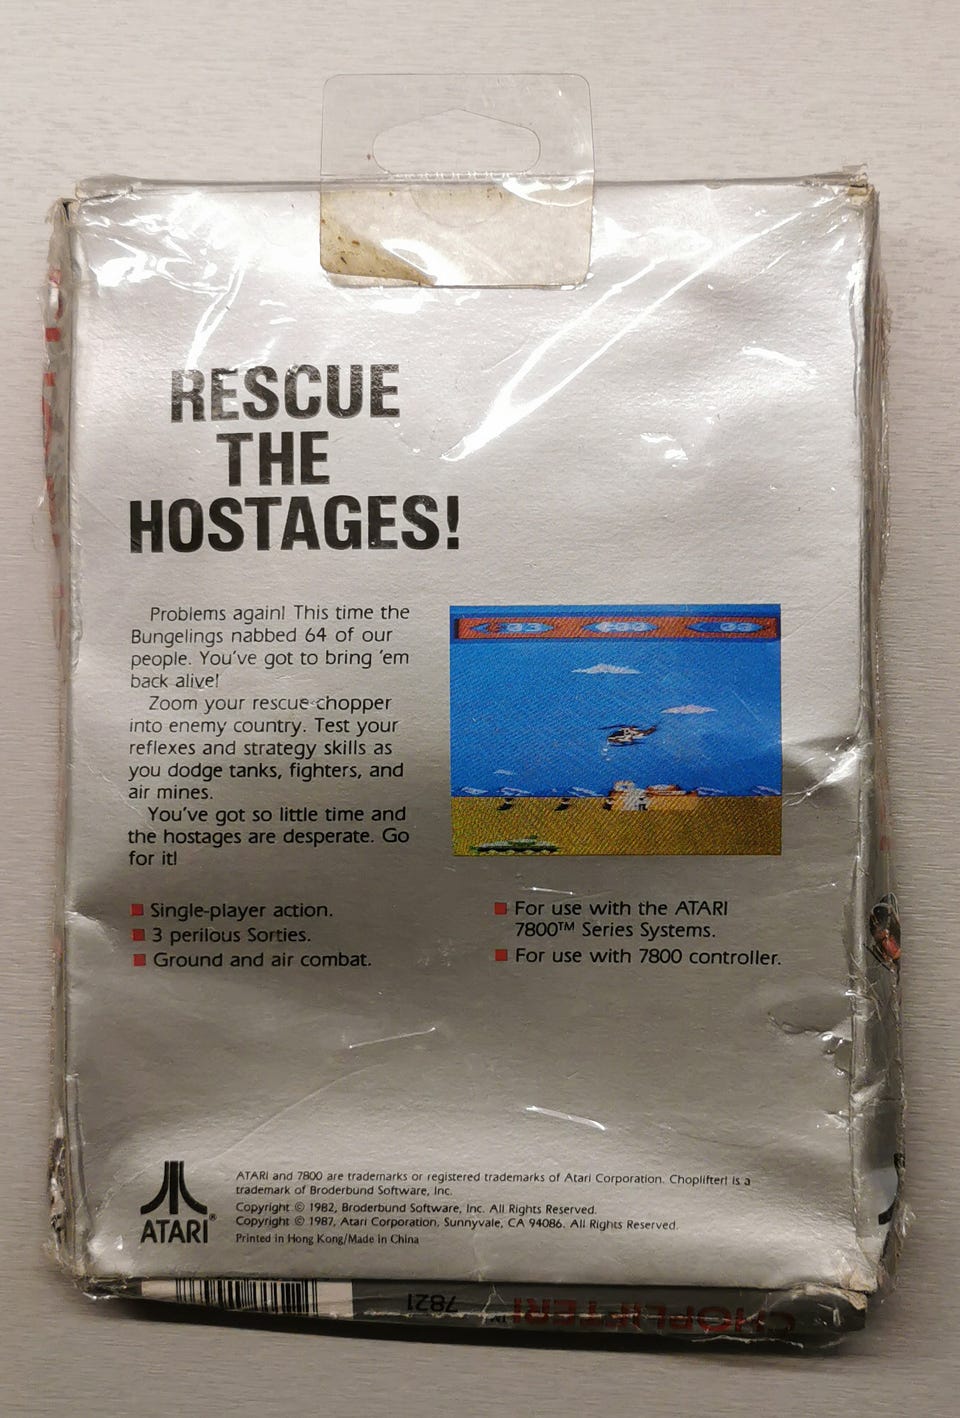 RESCUE
THE
HOSTAGES!
Problems again! This time the
Bungelings nabbed 64 of our
people. You've got to bring 'em
back alive!
Zoom your rescue chopper
into enemy country. Test your
reflexes and strategy skills as
you dodge tanks, fighters, and
air mines.
You've got so little time and
the hostages are desperate. Go
for it!
Single-player action.
3 perilous Sorties.
Ground and air combat.
For use with the ATARI
7800™ Series Systems.
For use with 7800 controller.
ATARI®
ATARI and 7800 are trademarks or registered trademarks of Atari Corporation. Choplifter! is a
trademark of Broderbund Software, Inc.
Copyright © 1982, Broderbund Software, Inc. All Rights Reserved.
Copyright © 1987, Atari Corporation, Sunnyvale, CA 94086. All Rights Reserved.
Printed in Hong Kong/Made in China
CHOPLIFTER!™ 7821